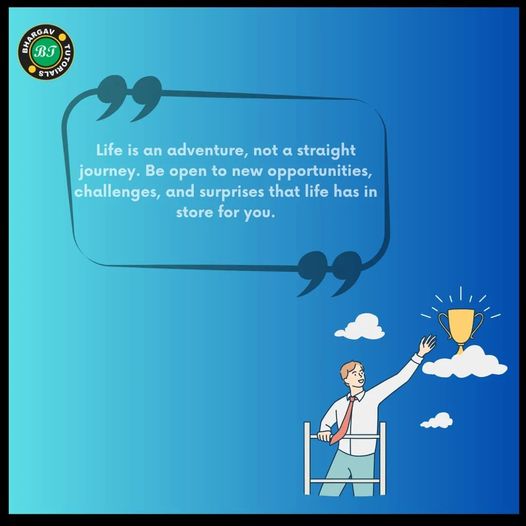 BHARGAV
BT
TUTORIALS
Life is an adventure, not a straight
journey. Be open to new opportunities,
challenges, and surprises that life has in
store for you.